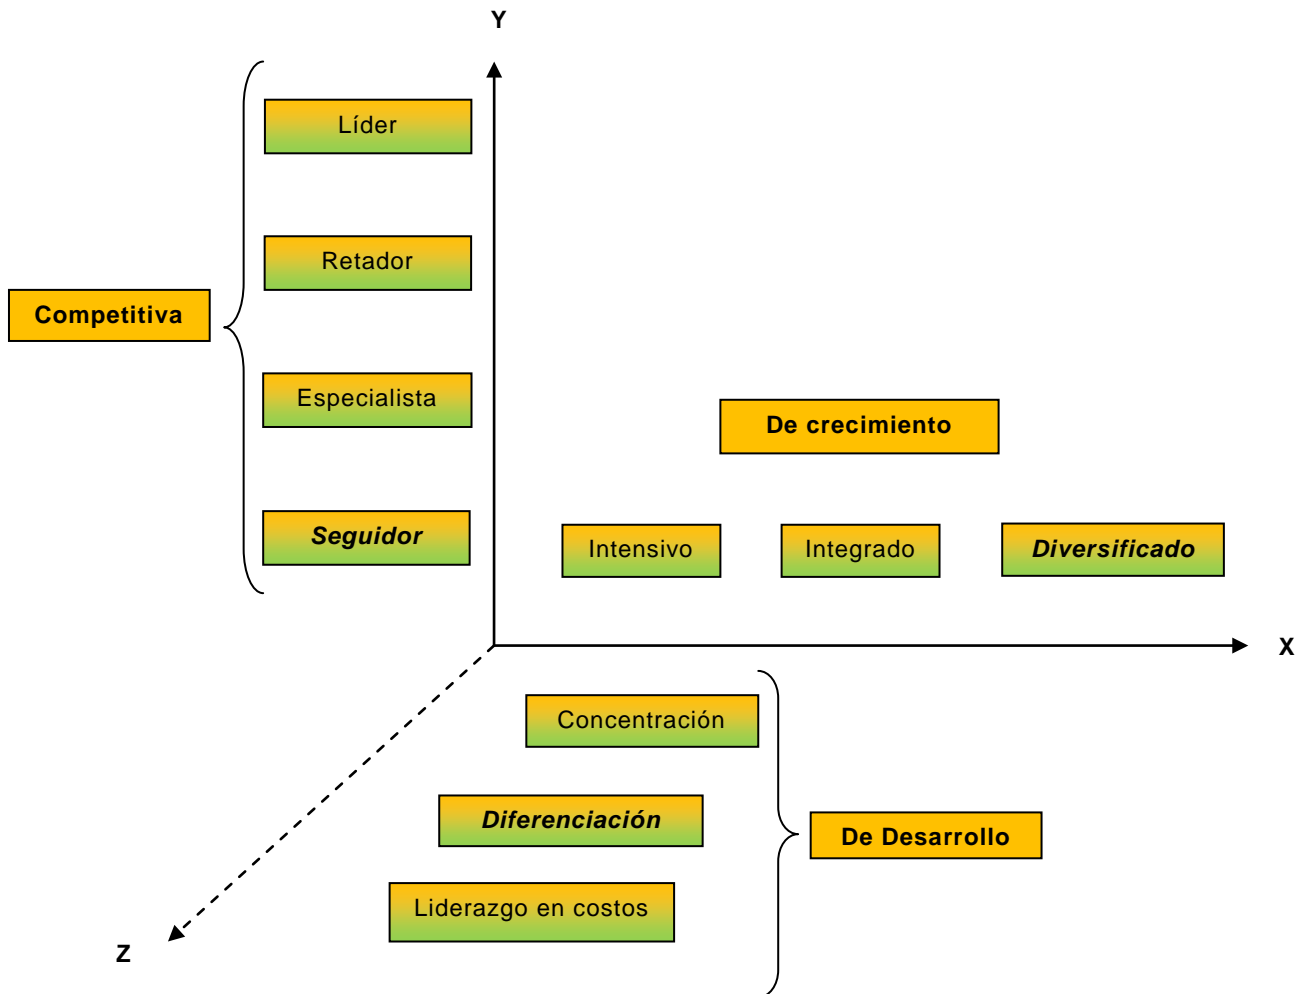 Y
Líder
Retador
Competitiva
Especialista
De crecimiento
Seguidor
Intensivo
Integrado
Diversificado
X
Concentración
Diferenciación
De Desarrollo
Liderazgo en costos
Z